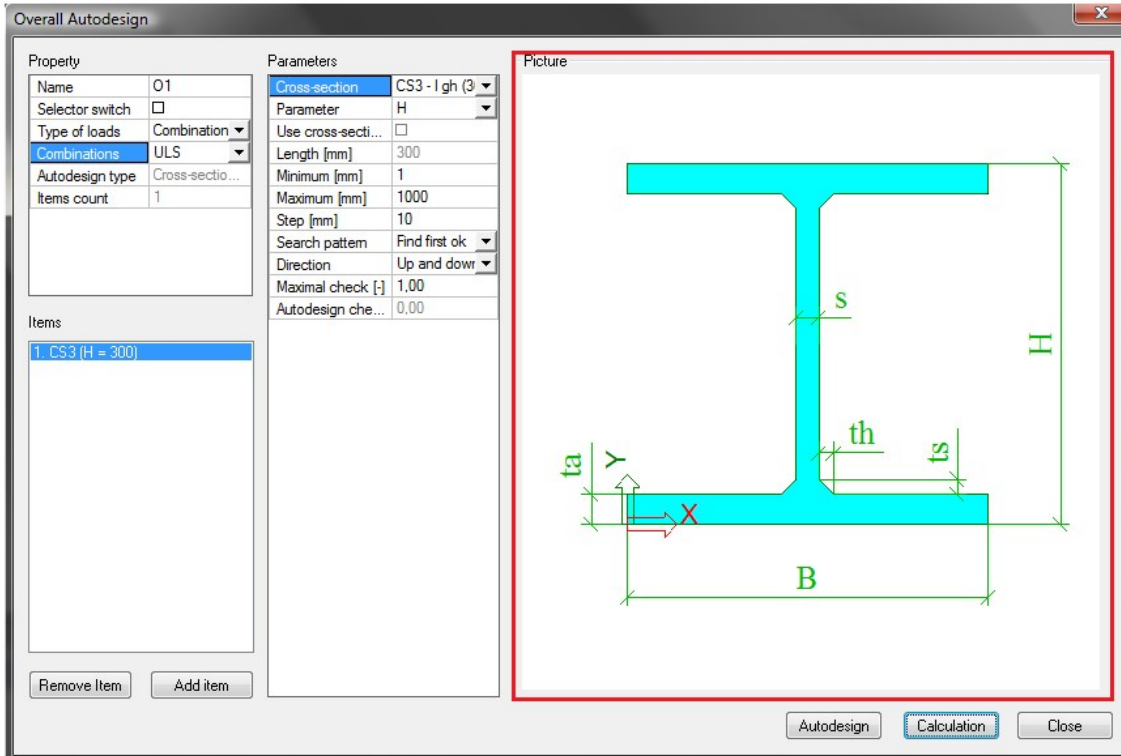 Overall Autodesign
Property
Name O1
Selector switch
Type of loads Combination
Combinations ULS
Autodesign type Cross-sectio...
Items count 1
Items
1. CS3 (H = 300)
Remove Item Add item
Parameters
Cross-section CS3 - I gh (3
Parameter H
Use cross-secti...
Length [mm] 300
Minimum [mm] 1
Maximum [mm] 1000
Step [mm] 10
Search pattern Find first ok
Direction Up and down
Maximal check [-] 1,00
Autodesign che... 0,00
Picture
s
H
th
ts
ta
Y
X
B
Autodesign Calculation Close